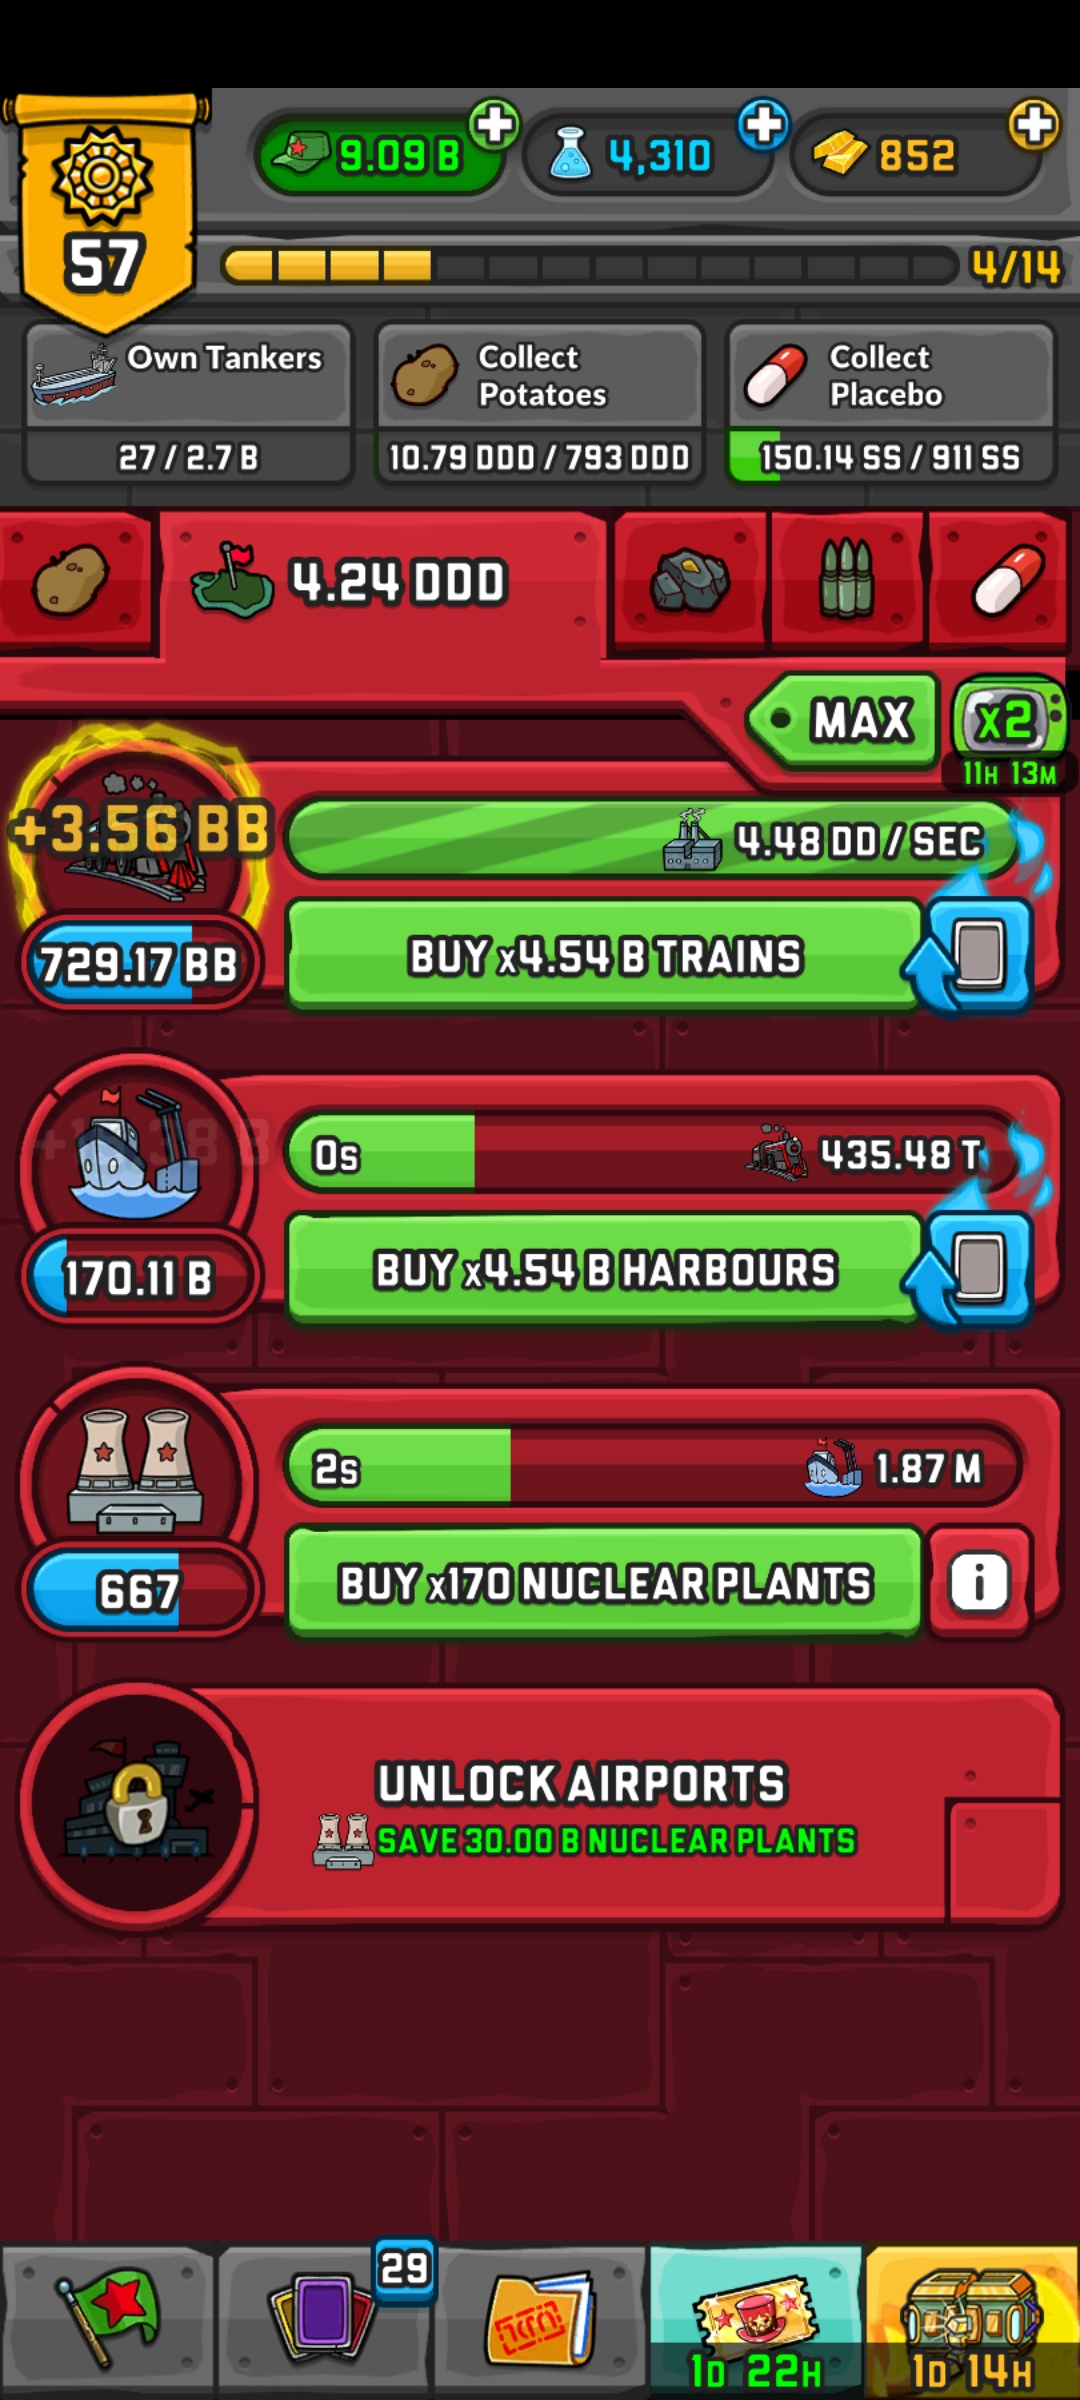 57
9.09 B
4,310
852
4/14
Own Tankers
27 / 2.7 B
Collect
Potatoes
10.79 DDD / 793 DDD
Collect
Placebo
150.14 SS / 911 SS
4.24 DDD
MAX
x2
11H 13M
+3.56 BB
4.48 DD / SEC
729.17 BB
BUY x4.54 B TRAINS
0s
435.48 T
170.11 B
BUY x4.54 B HARBOURS
2s
1.87 M
667
BUY x170 NUCLEAR PLANTS
i
UNLOCK AIRPORTS
SAVE 30.00 B NUCLEAR PLANTS
29
1D 22H
1D 14H